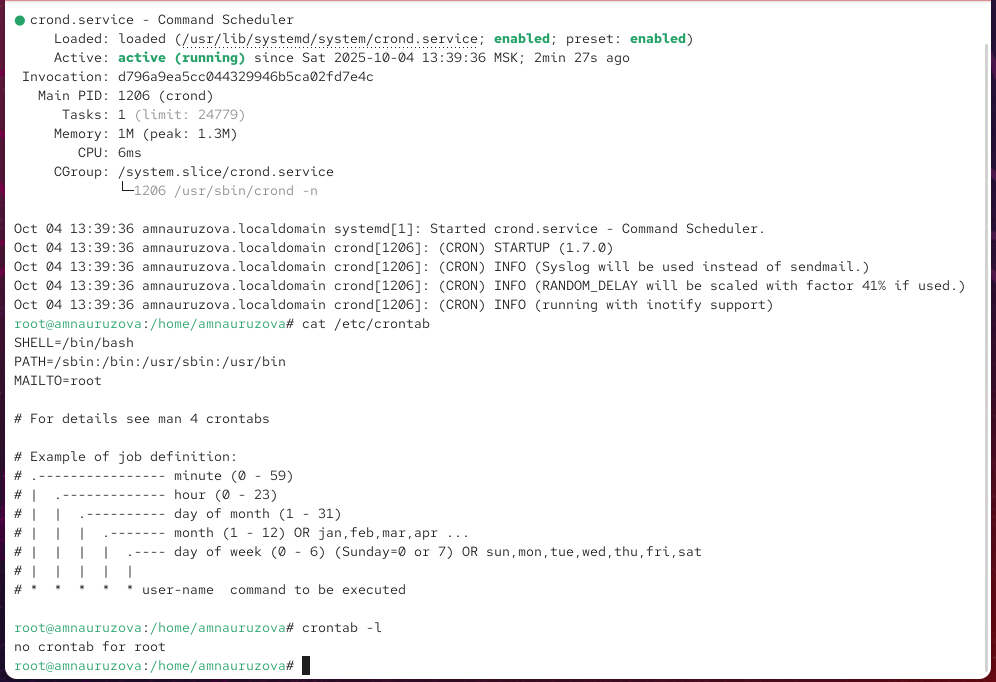 ● crond.service - Command Scheduler
     Loaded: loaded (/usr/lib/systemd/system/crond.service; enabled; preset: enabled)
     Active: active (running) since Sat 2025-10-04 13:39:36 MSK; 2min 27s ago
 Invocation: d796a9ea5cc044329946b5ca02fd7e4c
   Main PID: 1206 (crond)
      Tasks: 1 (limit: 24779)
     Memory: 1M (peak: 1.3M)
        CPU: 6ms
     CGroup: /system.slice/crond.service
             └─1206 /usr/sbin/crond -n

Oct 04 13:39:36 amnauruzova.localdomain systemd[1]: Started crond.service - Command Scheduler.
Oct 04 13:39:36 amnauruzova.localdomain crond[1206]: (CRON) STARTUP (1.7.0)
Oct 04 13:39:36 amnauruzova.localdomain crond[1206]: (CRON) INFO (Syslog will be used instead of sendmail.)
Oct 04 13:39:36 amnauruzova.localdomain crond[1206]: (CRON) INFO (RANDOM_DELAY will be scaled with factor 41% if used.)
Oct 04 13:39:36 amnauruzova.localdomain crond[1206]: (CRON) INFO (running with inotify support)
root@amnauruzova:/home/amnauruzova# cat /etc/crontab
SHELL=/bin/bash
PATH=/sbin:/bin:/usr/sbin:/usr/bin
MAILTO=root

# For details see man 4 crontabs

# Example of job definition:
# .---------------- minute (0 - 59)
# |  .------------- hour (0 - 23)
# |  |  .---------- day of month (1 - 31)
# |  |  |  .------- month (1 - 12) OR jan,feb,mar,apr ...
# |  |  |  |  .---- day of week (0 - 6) (Sunday=0 or 7) OR sun,mon,tue,wed,thu,fri,sat
# |  |  |  |  |
# *  *  *  *  * user-name  command to be executed

root@amnauruzova:/home/amnauruzova# crontab -l
no crontab for root
root@amnauruzova:/home/amnauruzova#